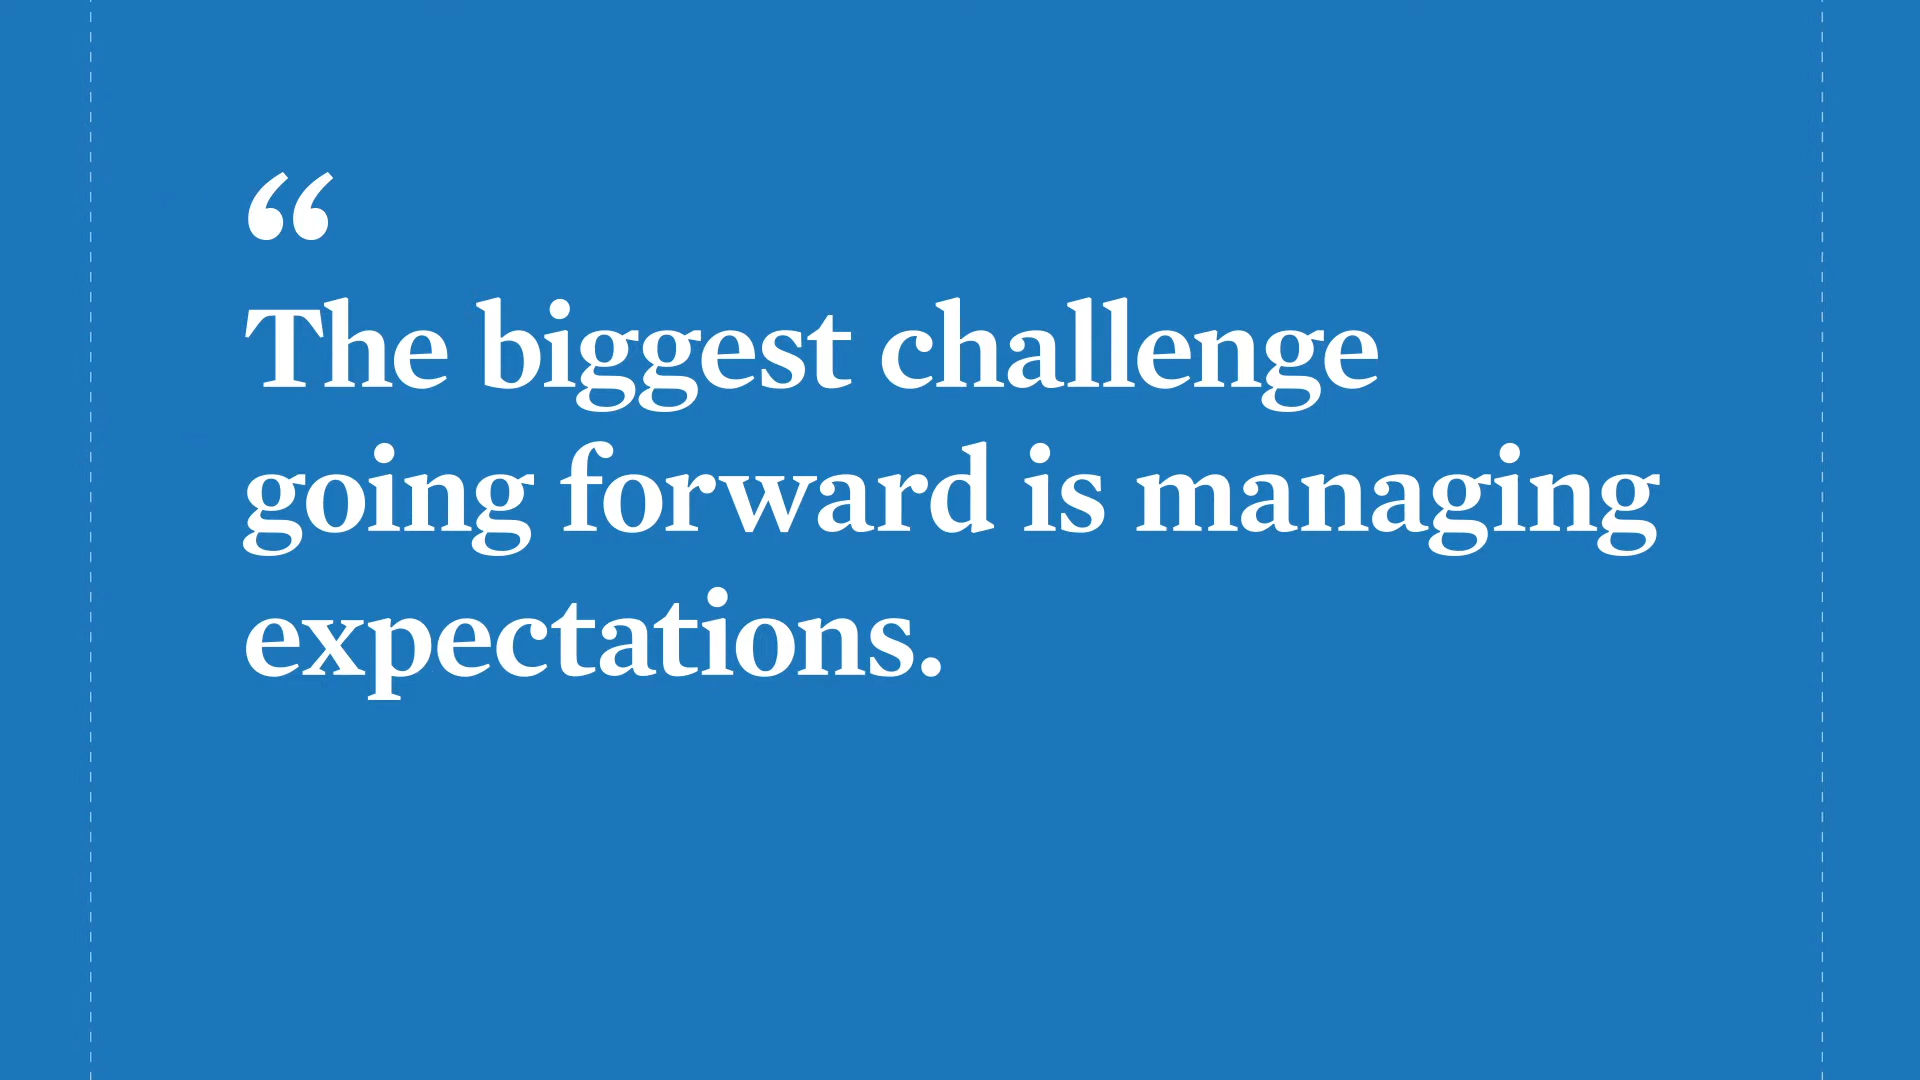 “
The biggest challenge
going forward is managing
expectations.